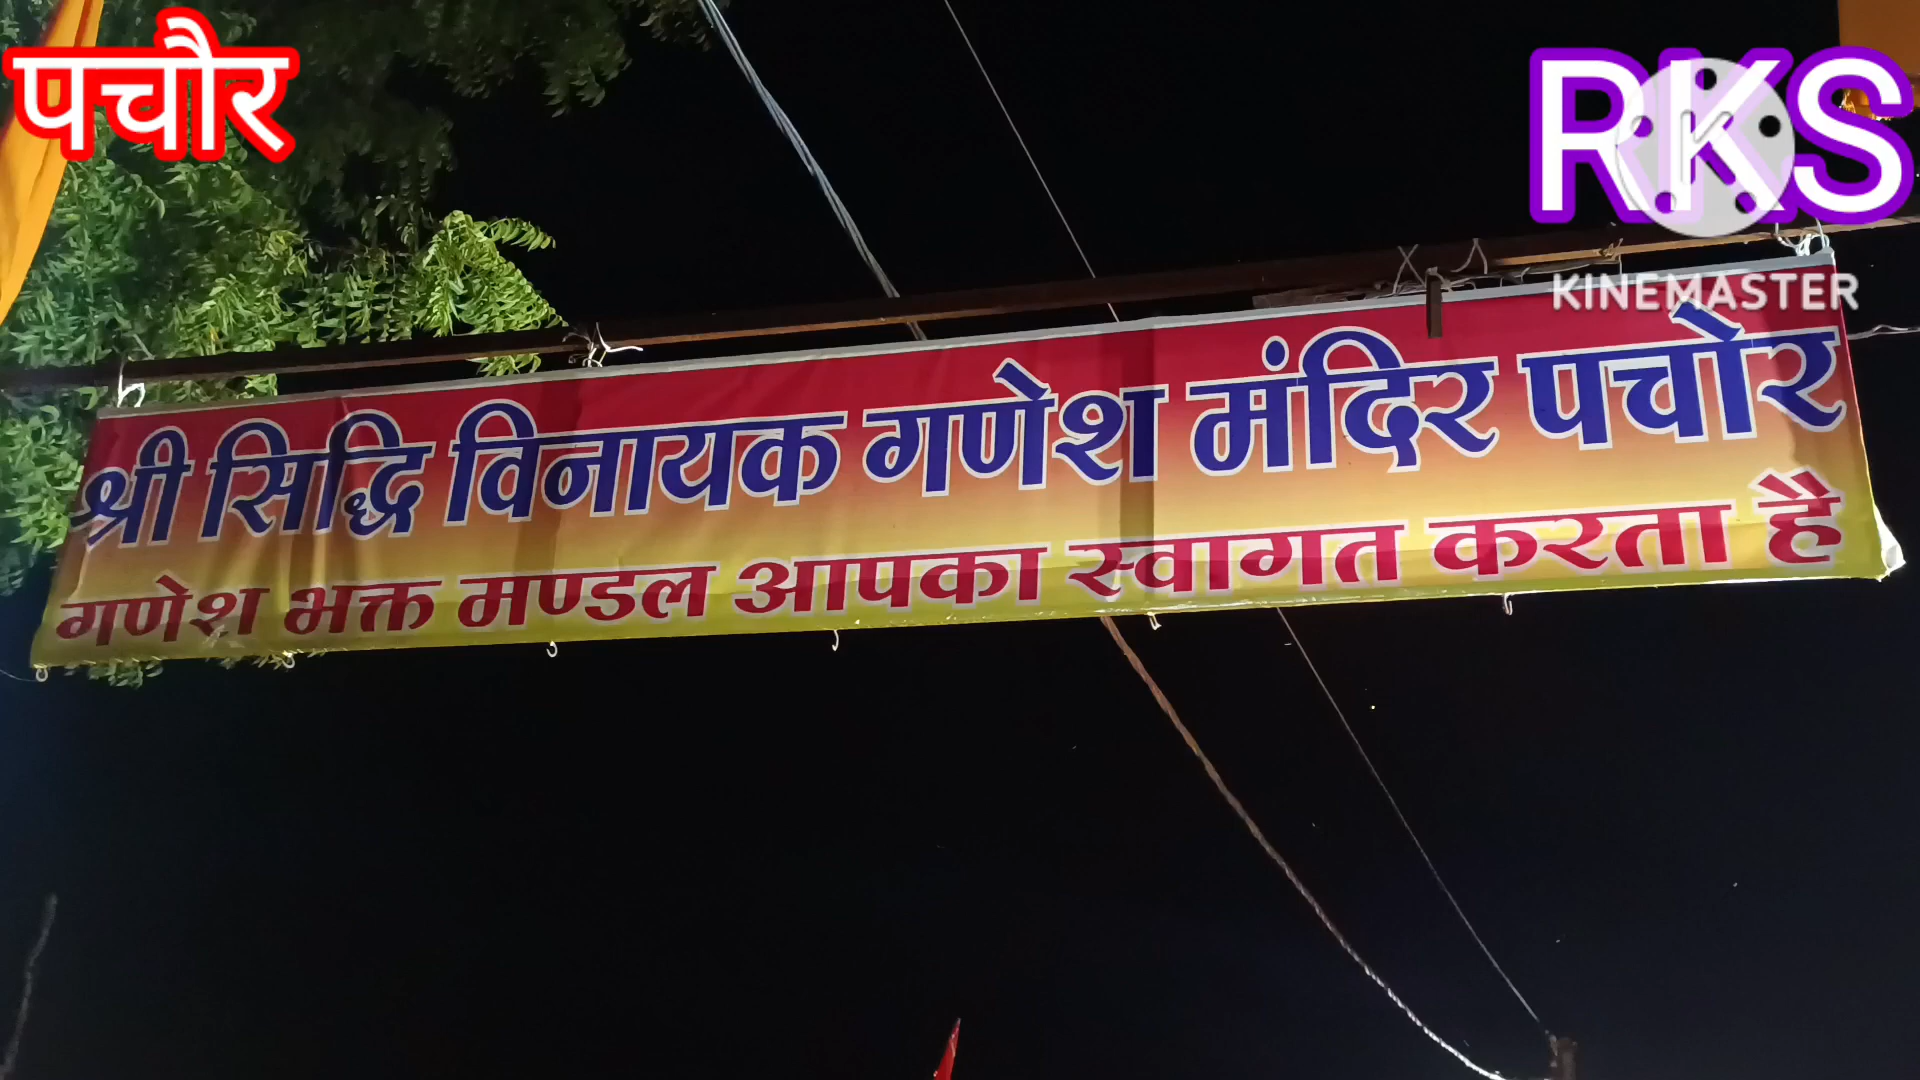 पचौर
RKS
KINEMASTER
श्री सिद्धि विनायक गणेश मंदिर पचोर
गणेश भक्त मण्डल आपका स्वागत करता है